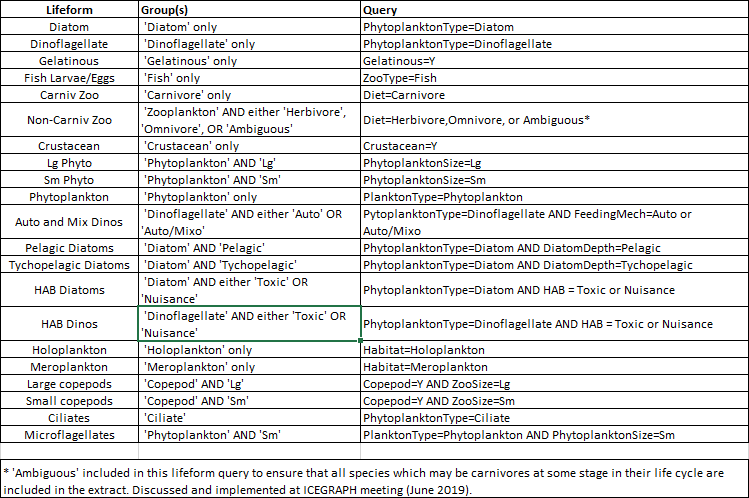 Lifeform Group(s) Query
Diatom 'Diatom' only PhytoplanktonType=Diatom
Dinoflagellate 'Dinoflagellate' only PhytoplanktonType=Dinoflagellate
Gelatinous 'Gelatinous' only Gelatinous=Y
Fish Larvae/Eggs 'Fish' only ZooType=Fish
Carniv Zoo 'Carnivore' only Diet=Carnivore
Non-Carniv Zoo 'Zooplankton' AND either 'Herbivore', Diet=Herbivore,Omnivore, or Ambiguous*
'Omnivore', OR 'Ambiguous'
Crustacean 'Crustacean' only Crustacean=Y
Lg Phyto 'Phytoplankton' AND 'Lg' PhytoplanktonSize=Lg
Sm Phyto 'Phytoplankton' AND 'Sm' PhytoplanktonSize=Sm
Phytoplankton 'Phytoplankton' only PlanktonType=Phytoplankton
Auto and Mix Dinos 'Dinoflagellate' AND either 'Auto' OR PytoplanktonType=Dinoflagellate AND FeedingMech=Auto or
'Auto/Mixo' Auto/Mixo
Pelagic Diatoms 'Diatom' AND 'Pelagic' PhytoplanktonType=Diatom AND DiatomDepth=Pelagic
Tychopelagic Diatoms 'Diatom' AND 'Tychopelagic' PhytoplanktonType=Diatom AND DiatomDepth=Tychopelagic
HAB Diatoms 'Diatom' AND either 'Toxic' OR PhytoplanktonType=Diatom AND HAB = Toxic or Nuisance
'Nuisance'
HAB Dinos 'Dinoflagellate' AND either 'Toxic' OR PhytoplanktonType=Dinoflagellate AND HAB = Toxic or Nuisance
'Nuisance'
Holoplankton 'Holoplankton' only Habitat=Holoplankton
Meroplankton 'Meroplankton' only Habitat=Meroplankton
Large copepods 'Copepod' AND 'Lg' Copepod=Y AND ZooSize=Lg
Small copepods 'Copepod' AND 'Sm' Copepod=Y AND ZooSize=Sm
Ciliates 'Ciliate' PhytoplanktonType=Ciliate
Microflagellates 'Phytoplankton' AND 'Sm' PlanktonType=Phytoplankton AND PhytoplanktonSize=Sm
* 'Ambiguous' included in this lifeform query to ensure that all species which may be carnivores at some stage in their life cycle are
included in the extract. Discussed and implemented at ICEGRAPH meeting (June 2019).